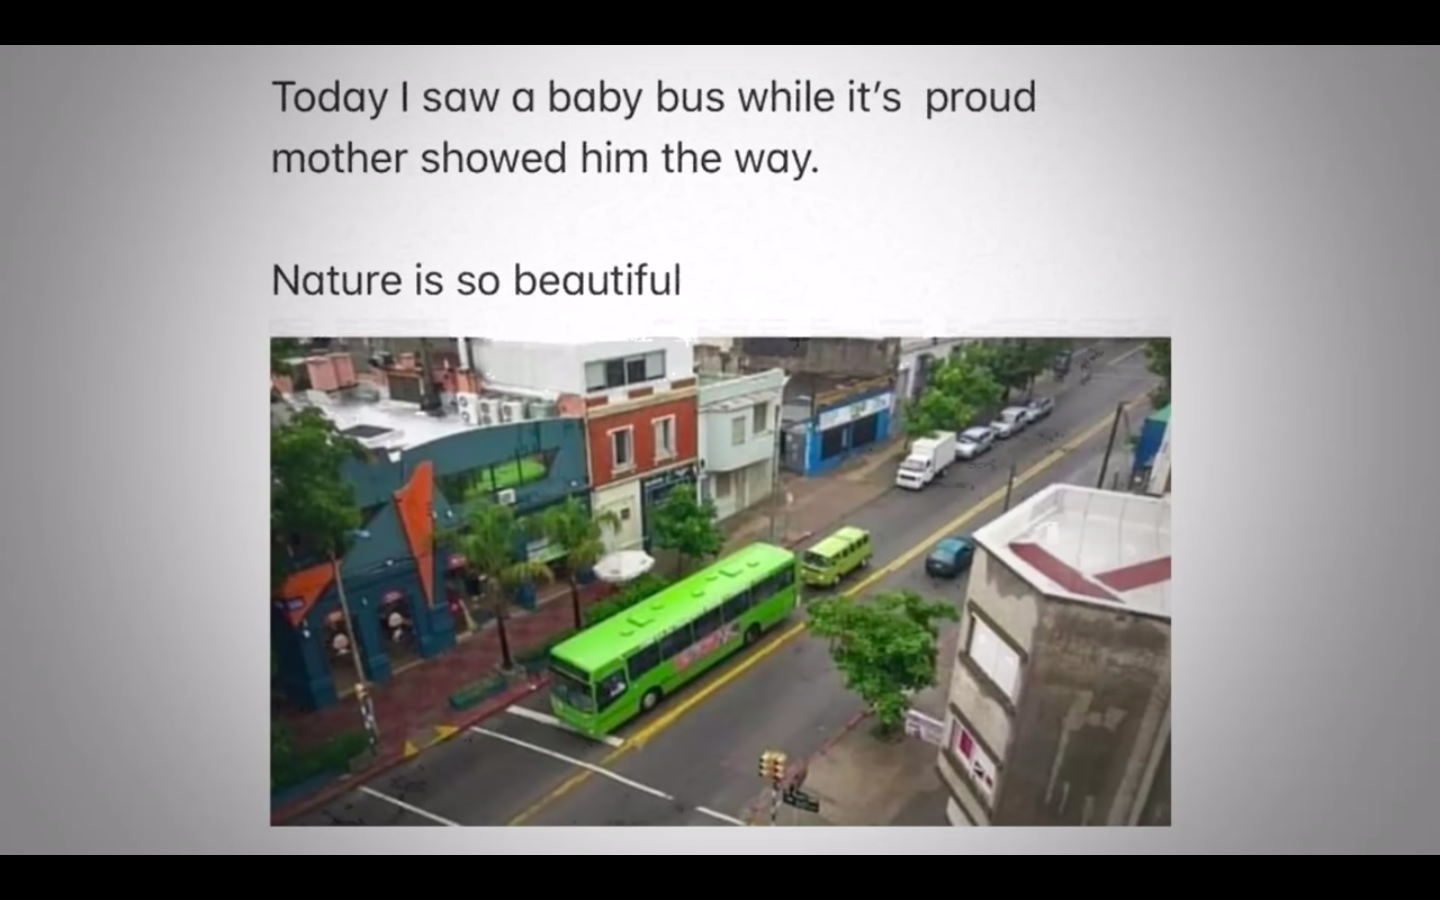 Today I saw a baby bus while it's  proud
mother showed him the way.
Nature is so beautiful